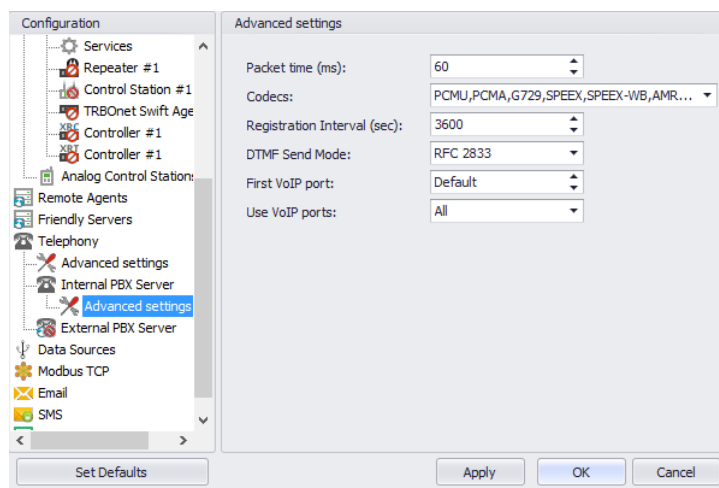 Configuration
Services
Repeater #1
Control Station #1
TRBOnet Swift Age
XRC
Controller #1
XRT
Controller #1
Analog Control Stations
Remote Agents
Friendly Servers
Telephony
Advanced settings
Internal PBX Server
Advanced settings
External PBX Server
Data Sources
Modbus TCP
Email
SMS
Set Defaults
Advanced settings
Packet time (ms): 60
Codecs: PCMU,PCMA,G729,SPEEX,SPEEX-WB,AMR...
Registration Interval (sec): 3600
DTMF Send Mode: RFC 2833
First VoIP port: Default
Use VoIP ports: All
Apply OK Cancel